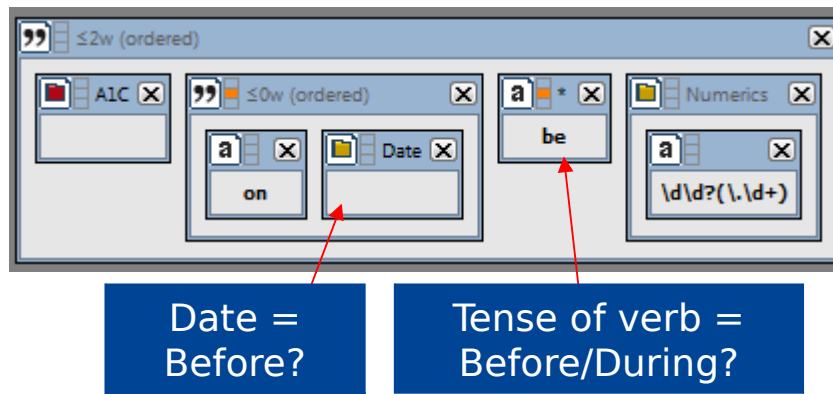 ≤2w (ordered)
A1C
≤0w (ordered)
a
*
Numerics
a
Date
be
a
on
\d\d?(\.\d+)
Date =
Before?
Tense of verb =
Before/During?